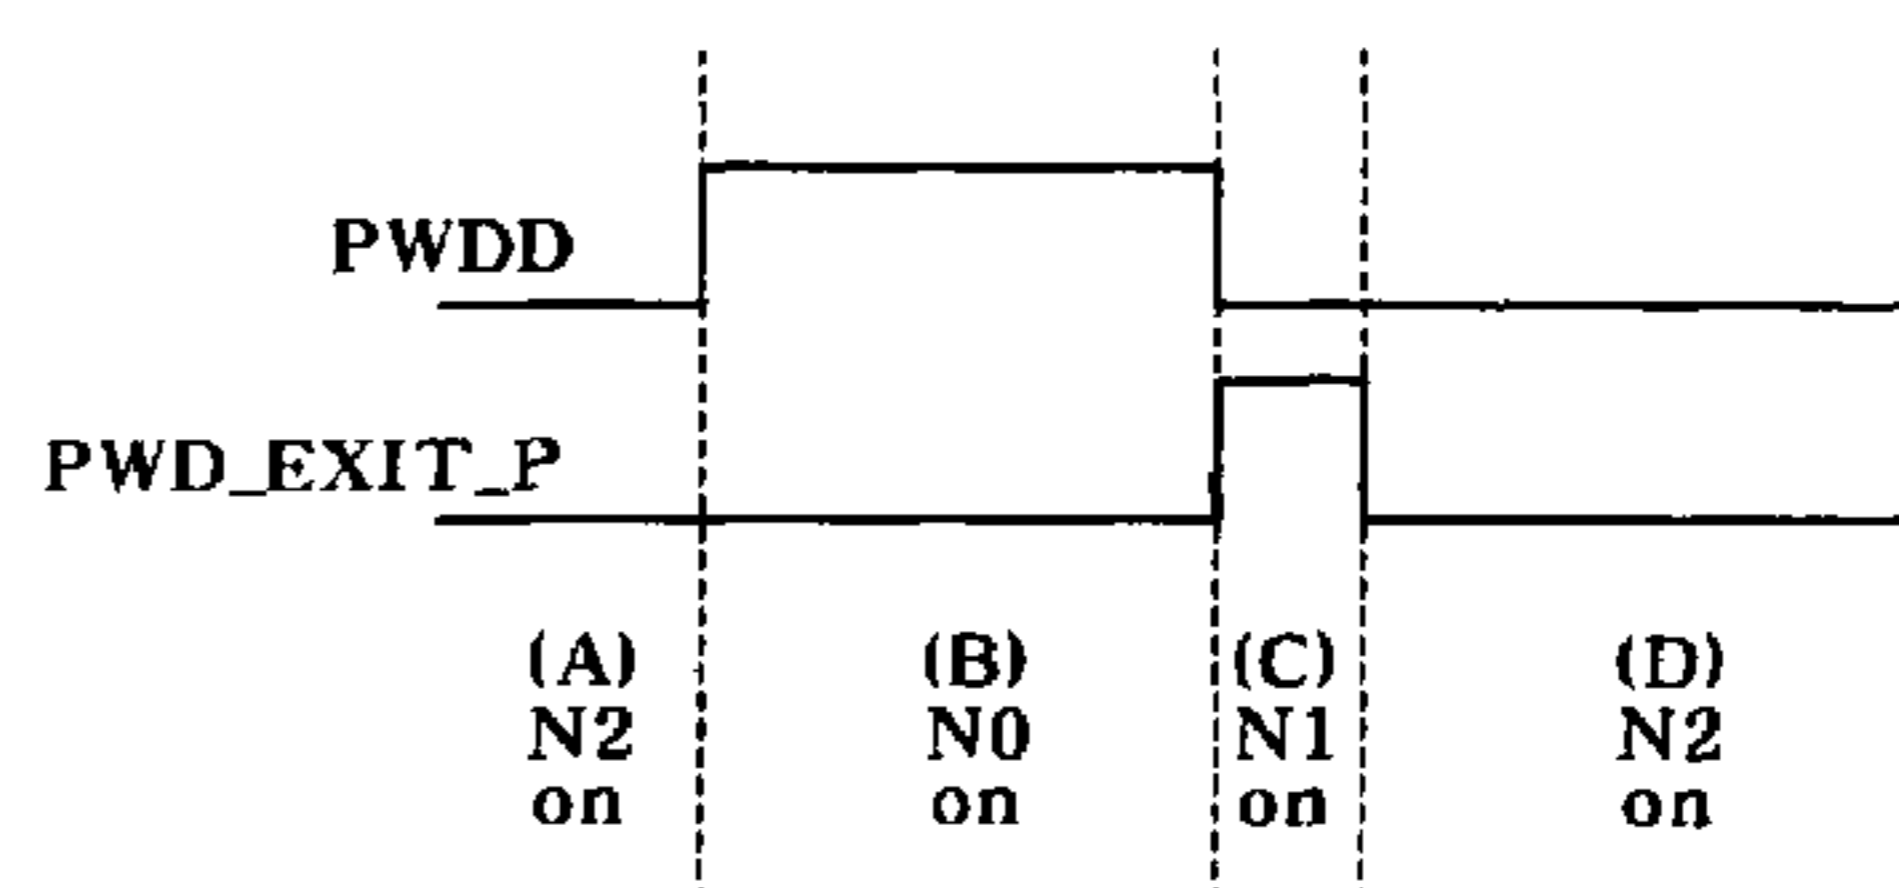 PWDD
PWD_EXIT_P
(A) (B) (C) (D)
N2 N0 N1 N2
on on on on